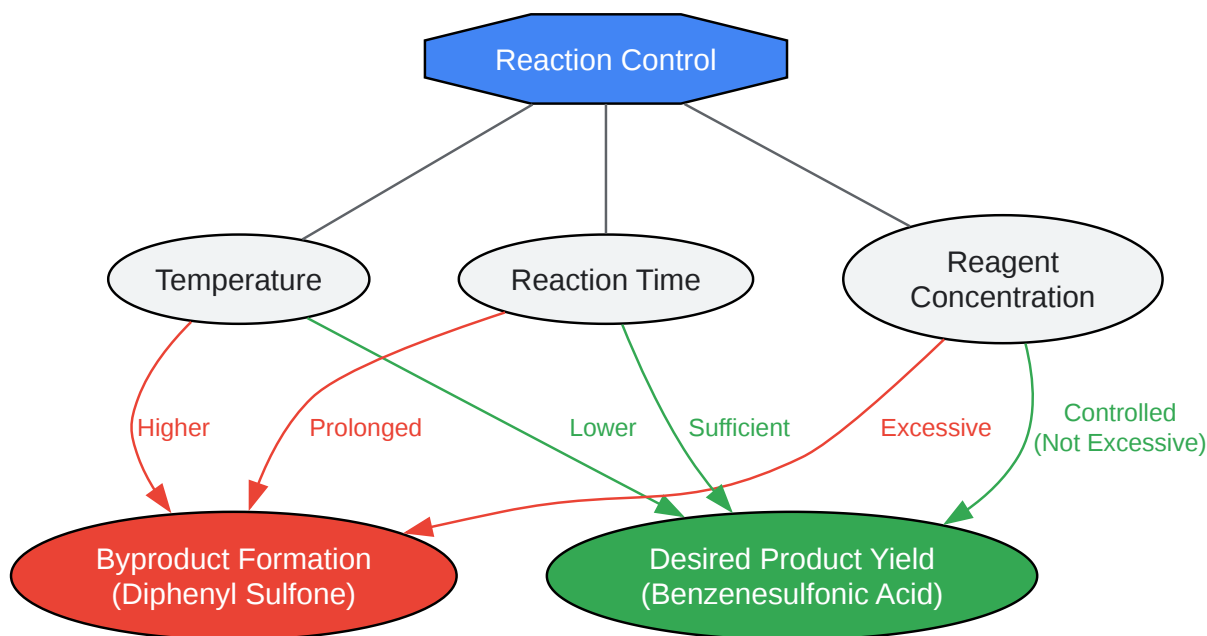 Reaction Control
Temperature
Reaction Time
Reagent
Concentration
Higher
Prolonged
Lower
Sufficient
Excessive
Controlled
(Not Excessive)
Byproduct Formation
(Diphenyl Sulfone)
Desired Product Yield
(Benzenesulfonic Acid)